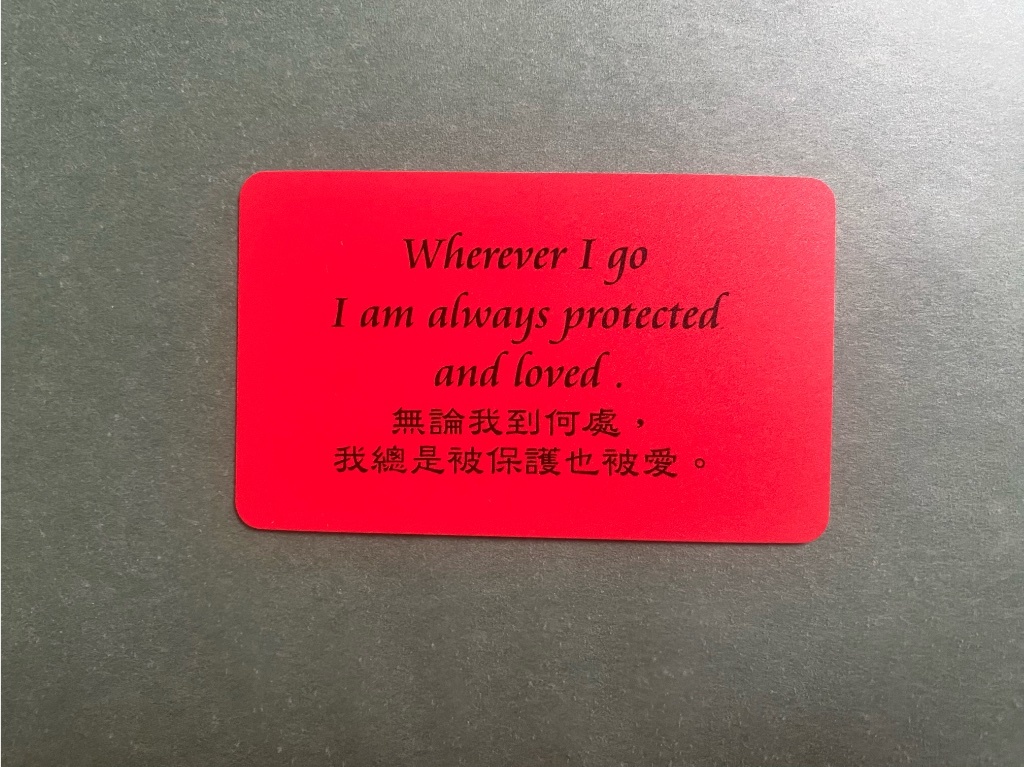 Wherever I go
I am always protected
and loved .
無論我到何處，
我總是被保護也被愛。